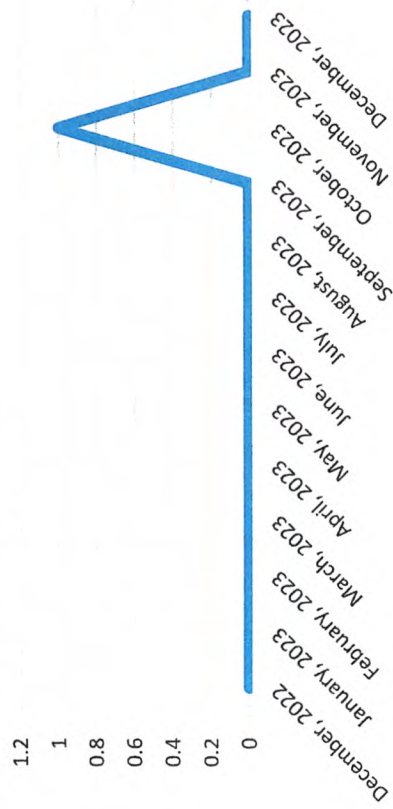 1.2
1
0.8
0.6
0.4
0.2
0
December, 2022
January, 2023
February, 2023
March, 2023
April, 2023
May, 2023
June, 2023
July, 2023
August, 2023
September, 2023
October, 2023
November, 2023
December, 2023